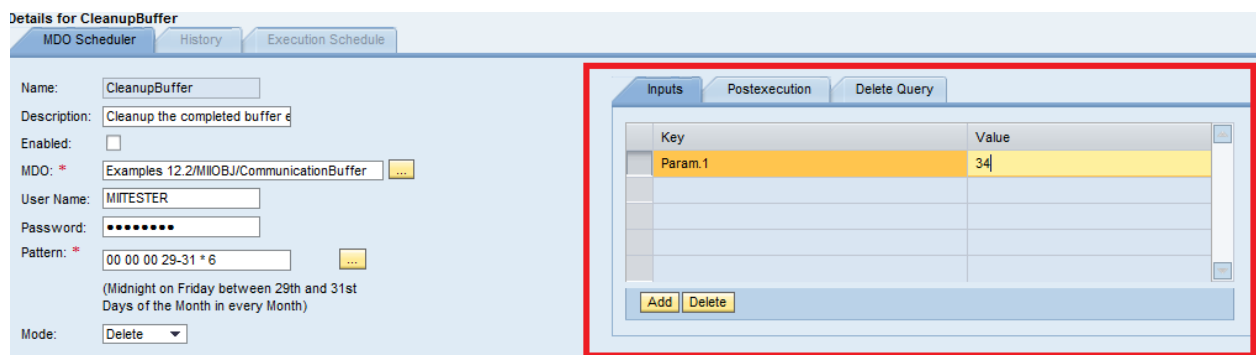 Details for CleanupBuffer
MDO Scheduler History Execution Schedule
Name: CleanupBuffer
Description: Cleanup the completed buffer e
Enabled:
MDO: * Examples 12.2/MIIOBJ/CommunicationBuffer ...
User Name: MIITESTER
Password: ●●●●●●●●
Pattern: * 00 00 00 29-31 * 6 ...
(Midnight on Friday between 29th and 31st
Days of the Month in every Month)
Mode: Delete
Inputs Postexecution Delete Query
Key Value
Param.1 34
Add Delete